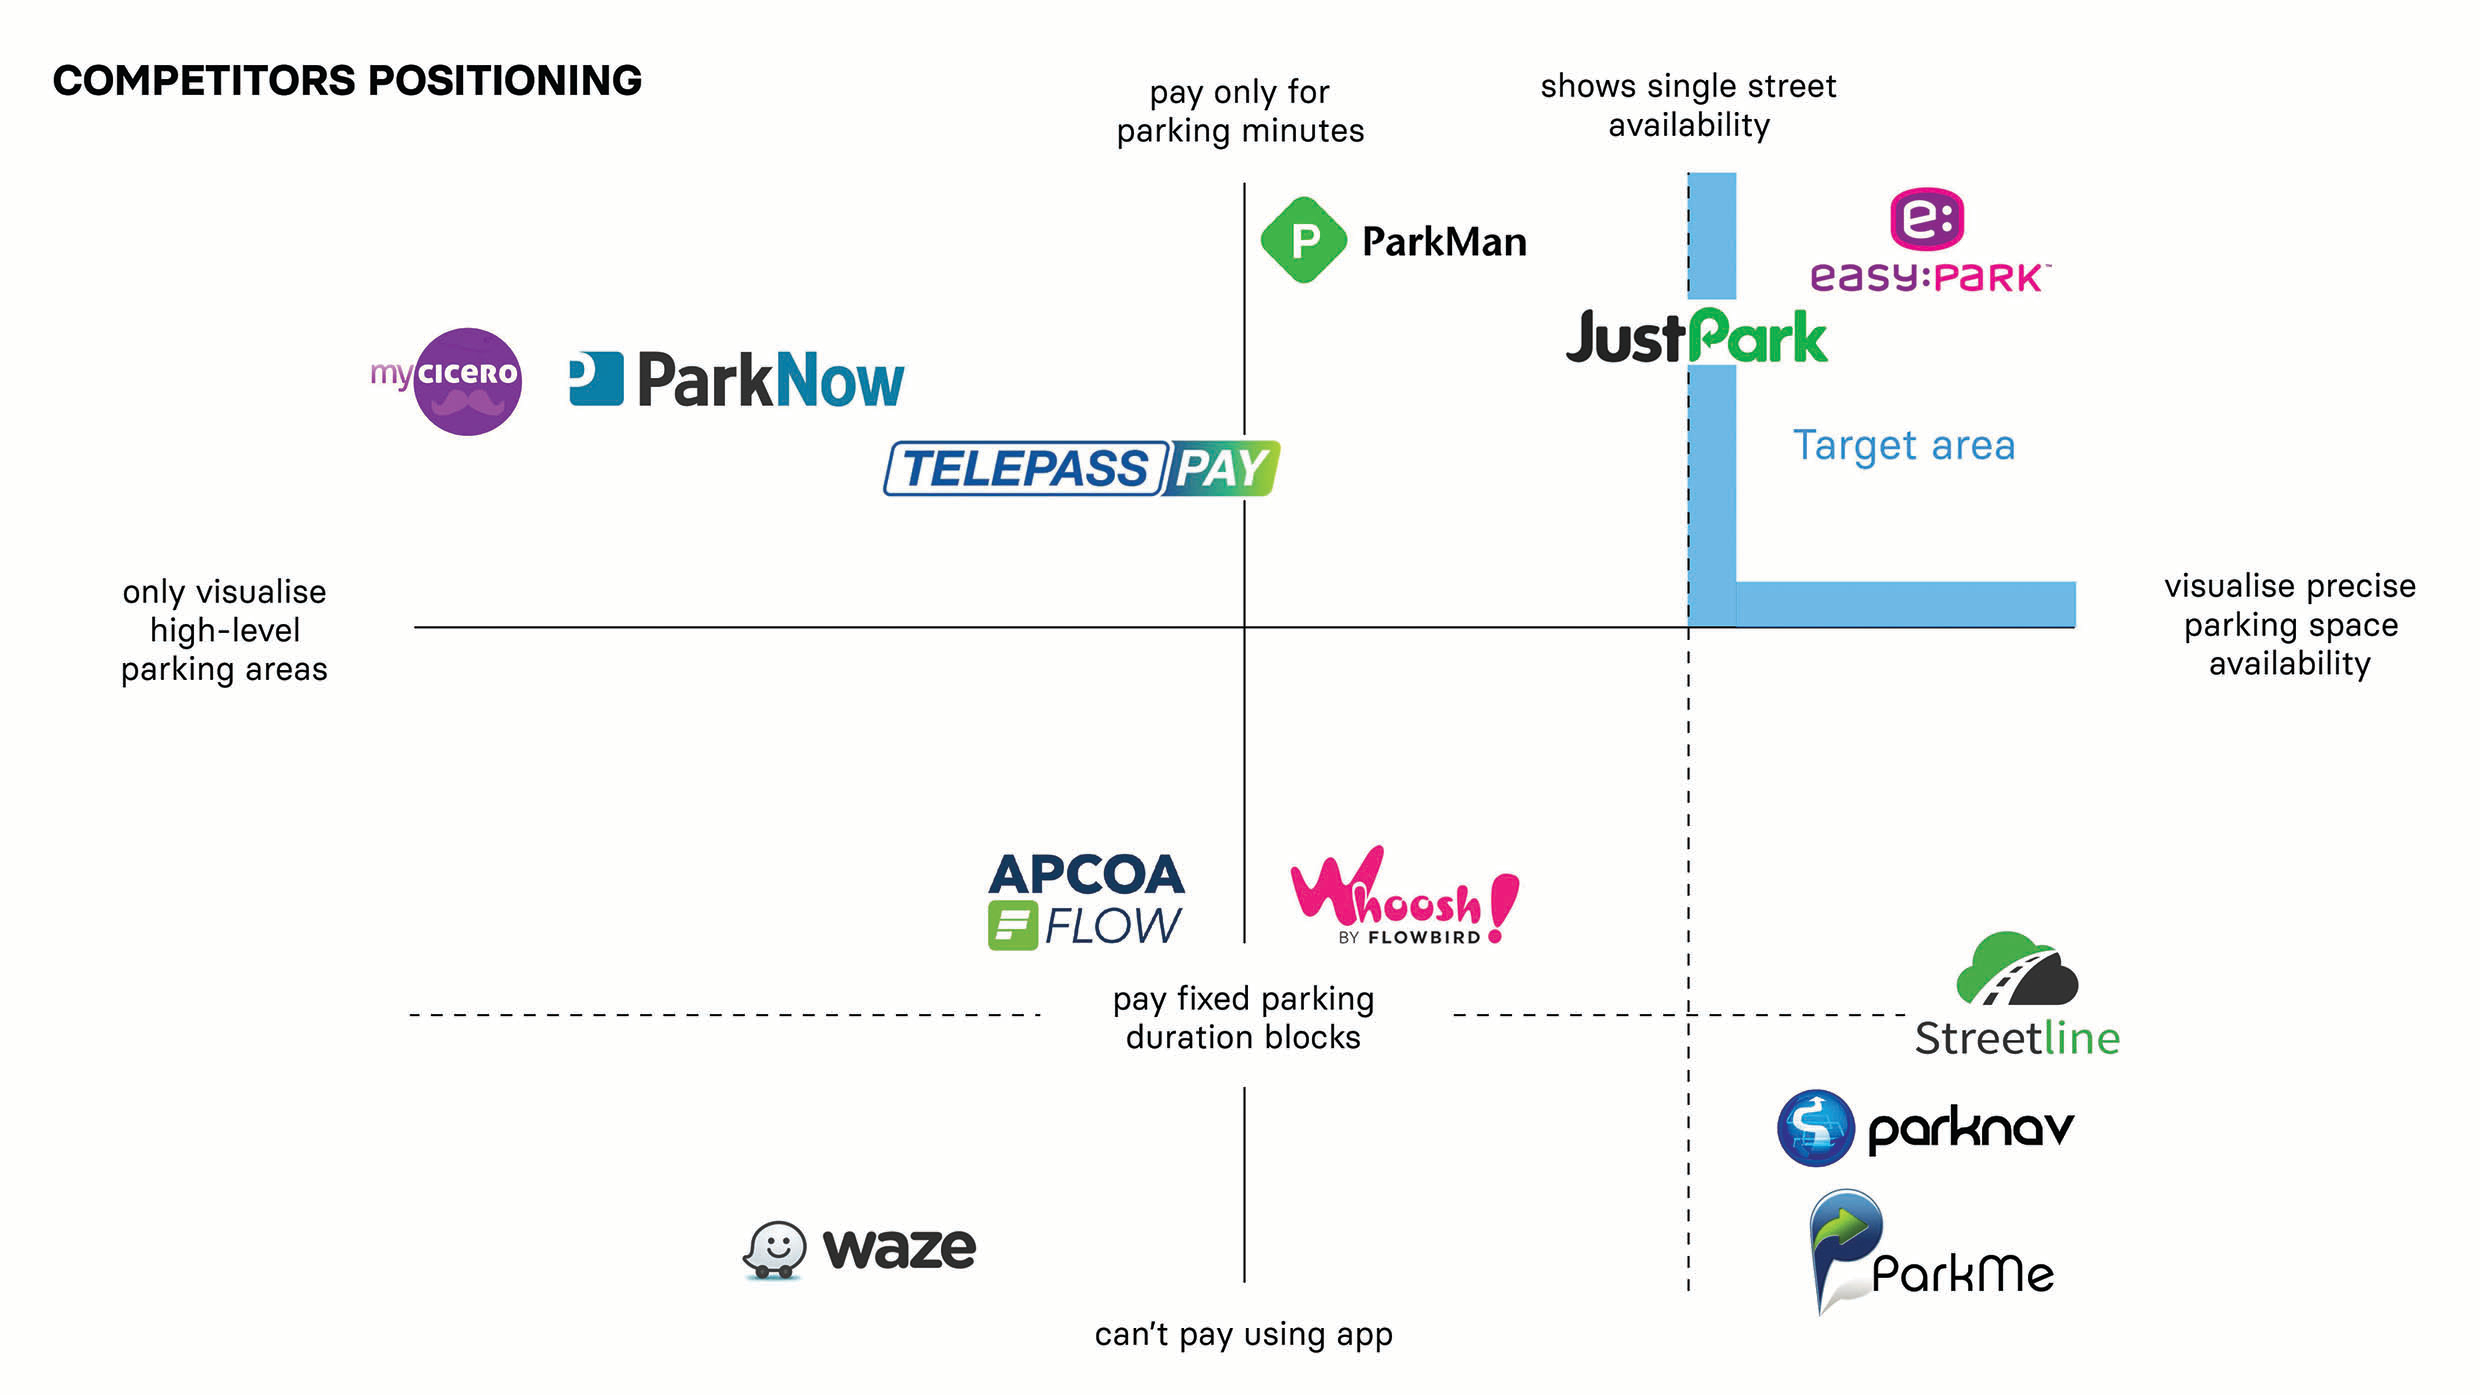 COMPETITORS POSITIONING
pay only for
parking minutes
shows single street
availability
P ParkMan
e:
easy:PARK™
JustPark
my cicero
ParkNow
TELEPASS PAY
Target area
only visualise
high-level
parking areas
visualise precise
parking space
availability
APCOA
FLOW
Whoosh!
BY FLOWBIRD
pay fixed parking
duration blocks
Streetline
parknav
waze
ParkMe
can't pay using app